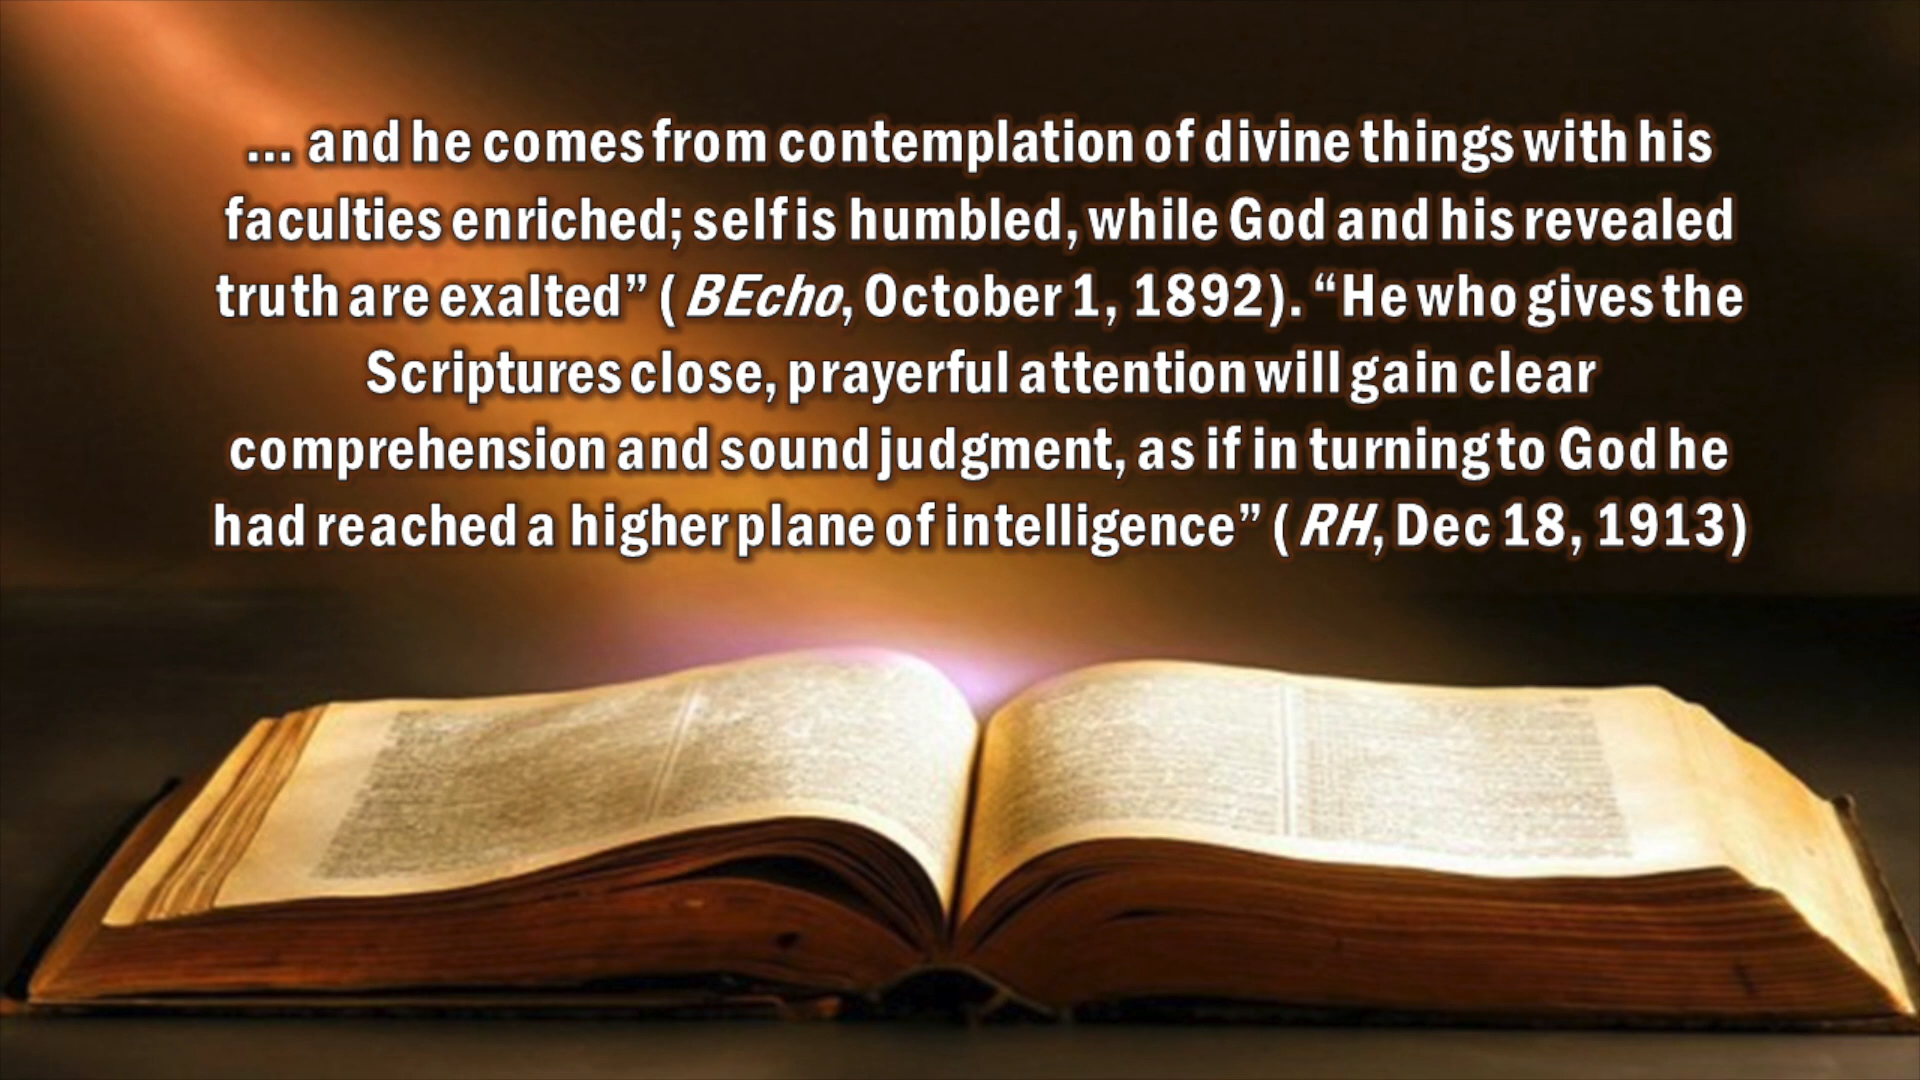 ... and he comes from contemplation of divine things with his
faculties enriched; self is humbled, while God and his revealed
truth are exalted” ( BEcho, October 1, 1892). “He who gives the
Scriptures close, prayerful attention will gain clear
comprehension and sound judgment, as if in turning to God he
had reached a higher plane of intelligence” ( RH, Dec 18, 1913)